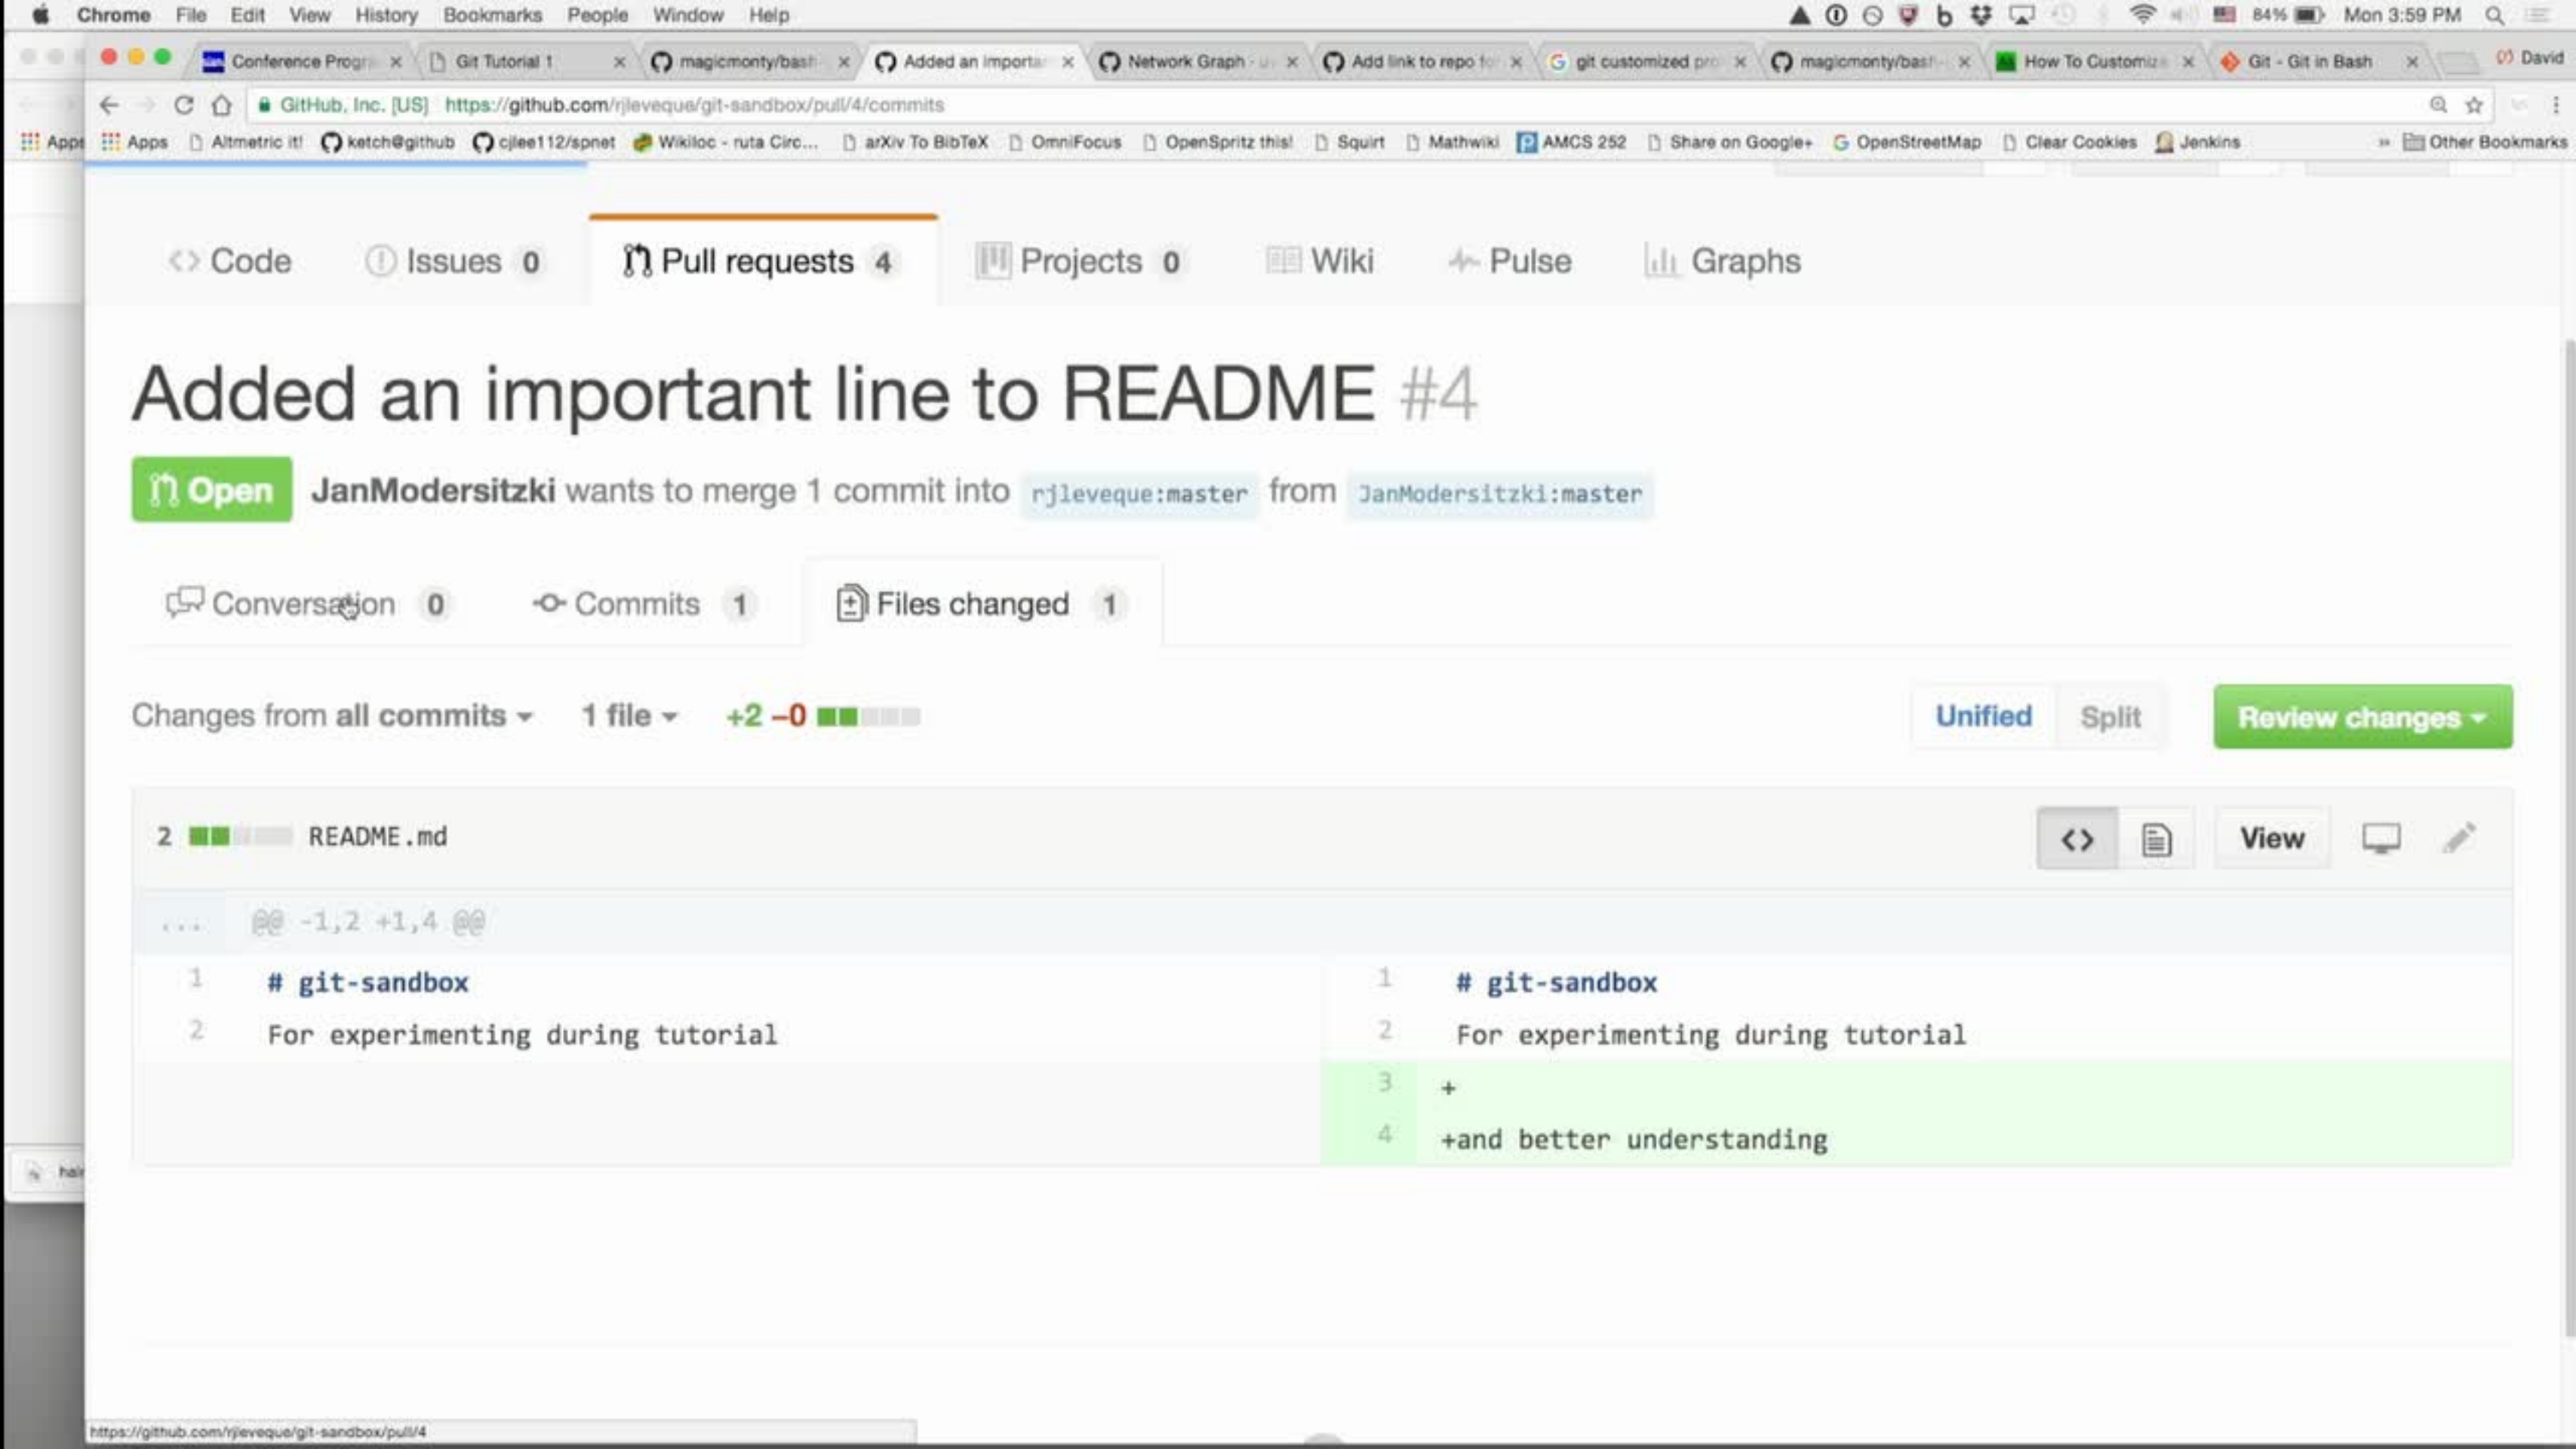 Chrome File Edit View History Bookmarks People Window Help 84% Mon 3:59 PM
Conference Progr Git Tutorial 1 magicmonty/bash Added an importa Network Graph - u Add link to repo fo git customized pro magicmonty/bash- How To Customiz Git - Git in Bash David
GitHub, Inc. [US] https://github.com/rjleveque/git-sandbox/pull/4/commits
Apps Apps Altmetric it! ketch@github cjlee112/spnet Wikiloc - ruta Circ... arXiv To BibTeX OmniFocus OpenSpritz this! Squirt Mathwiki AMCS 252 Share on Google+ OpenStreetMap Clear Cookies Jenkins » Other Bookmarks
Code Issues 0 Pull requests 4 Projects 0 Wiki Pulse Graphs
Added an important line to README #4
Open JanModersitzki wants to merge 1 commit into rjleveque:master from JanModersitzki:master
Conversation 0 Commits 1 Files changed 1
Changes from all commits 1 file +2 −0 Unified Split Review changes
2 README.md <> View
... @@ -1,2 +1,4 @@
1 # git-sandbox 1 # git-sandbox
2 For experimenting during tutorial 2 For experimenting during tutorial
3 +
4 +and better understanding
https://github.com/rjleveque/git-sandbox/pull/4